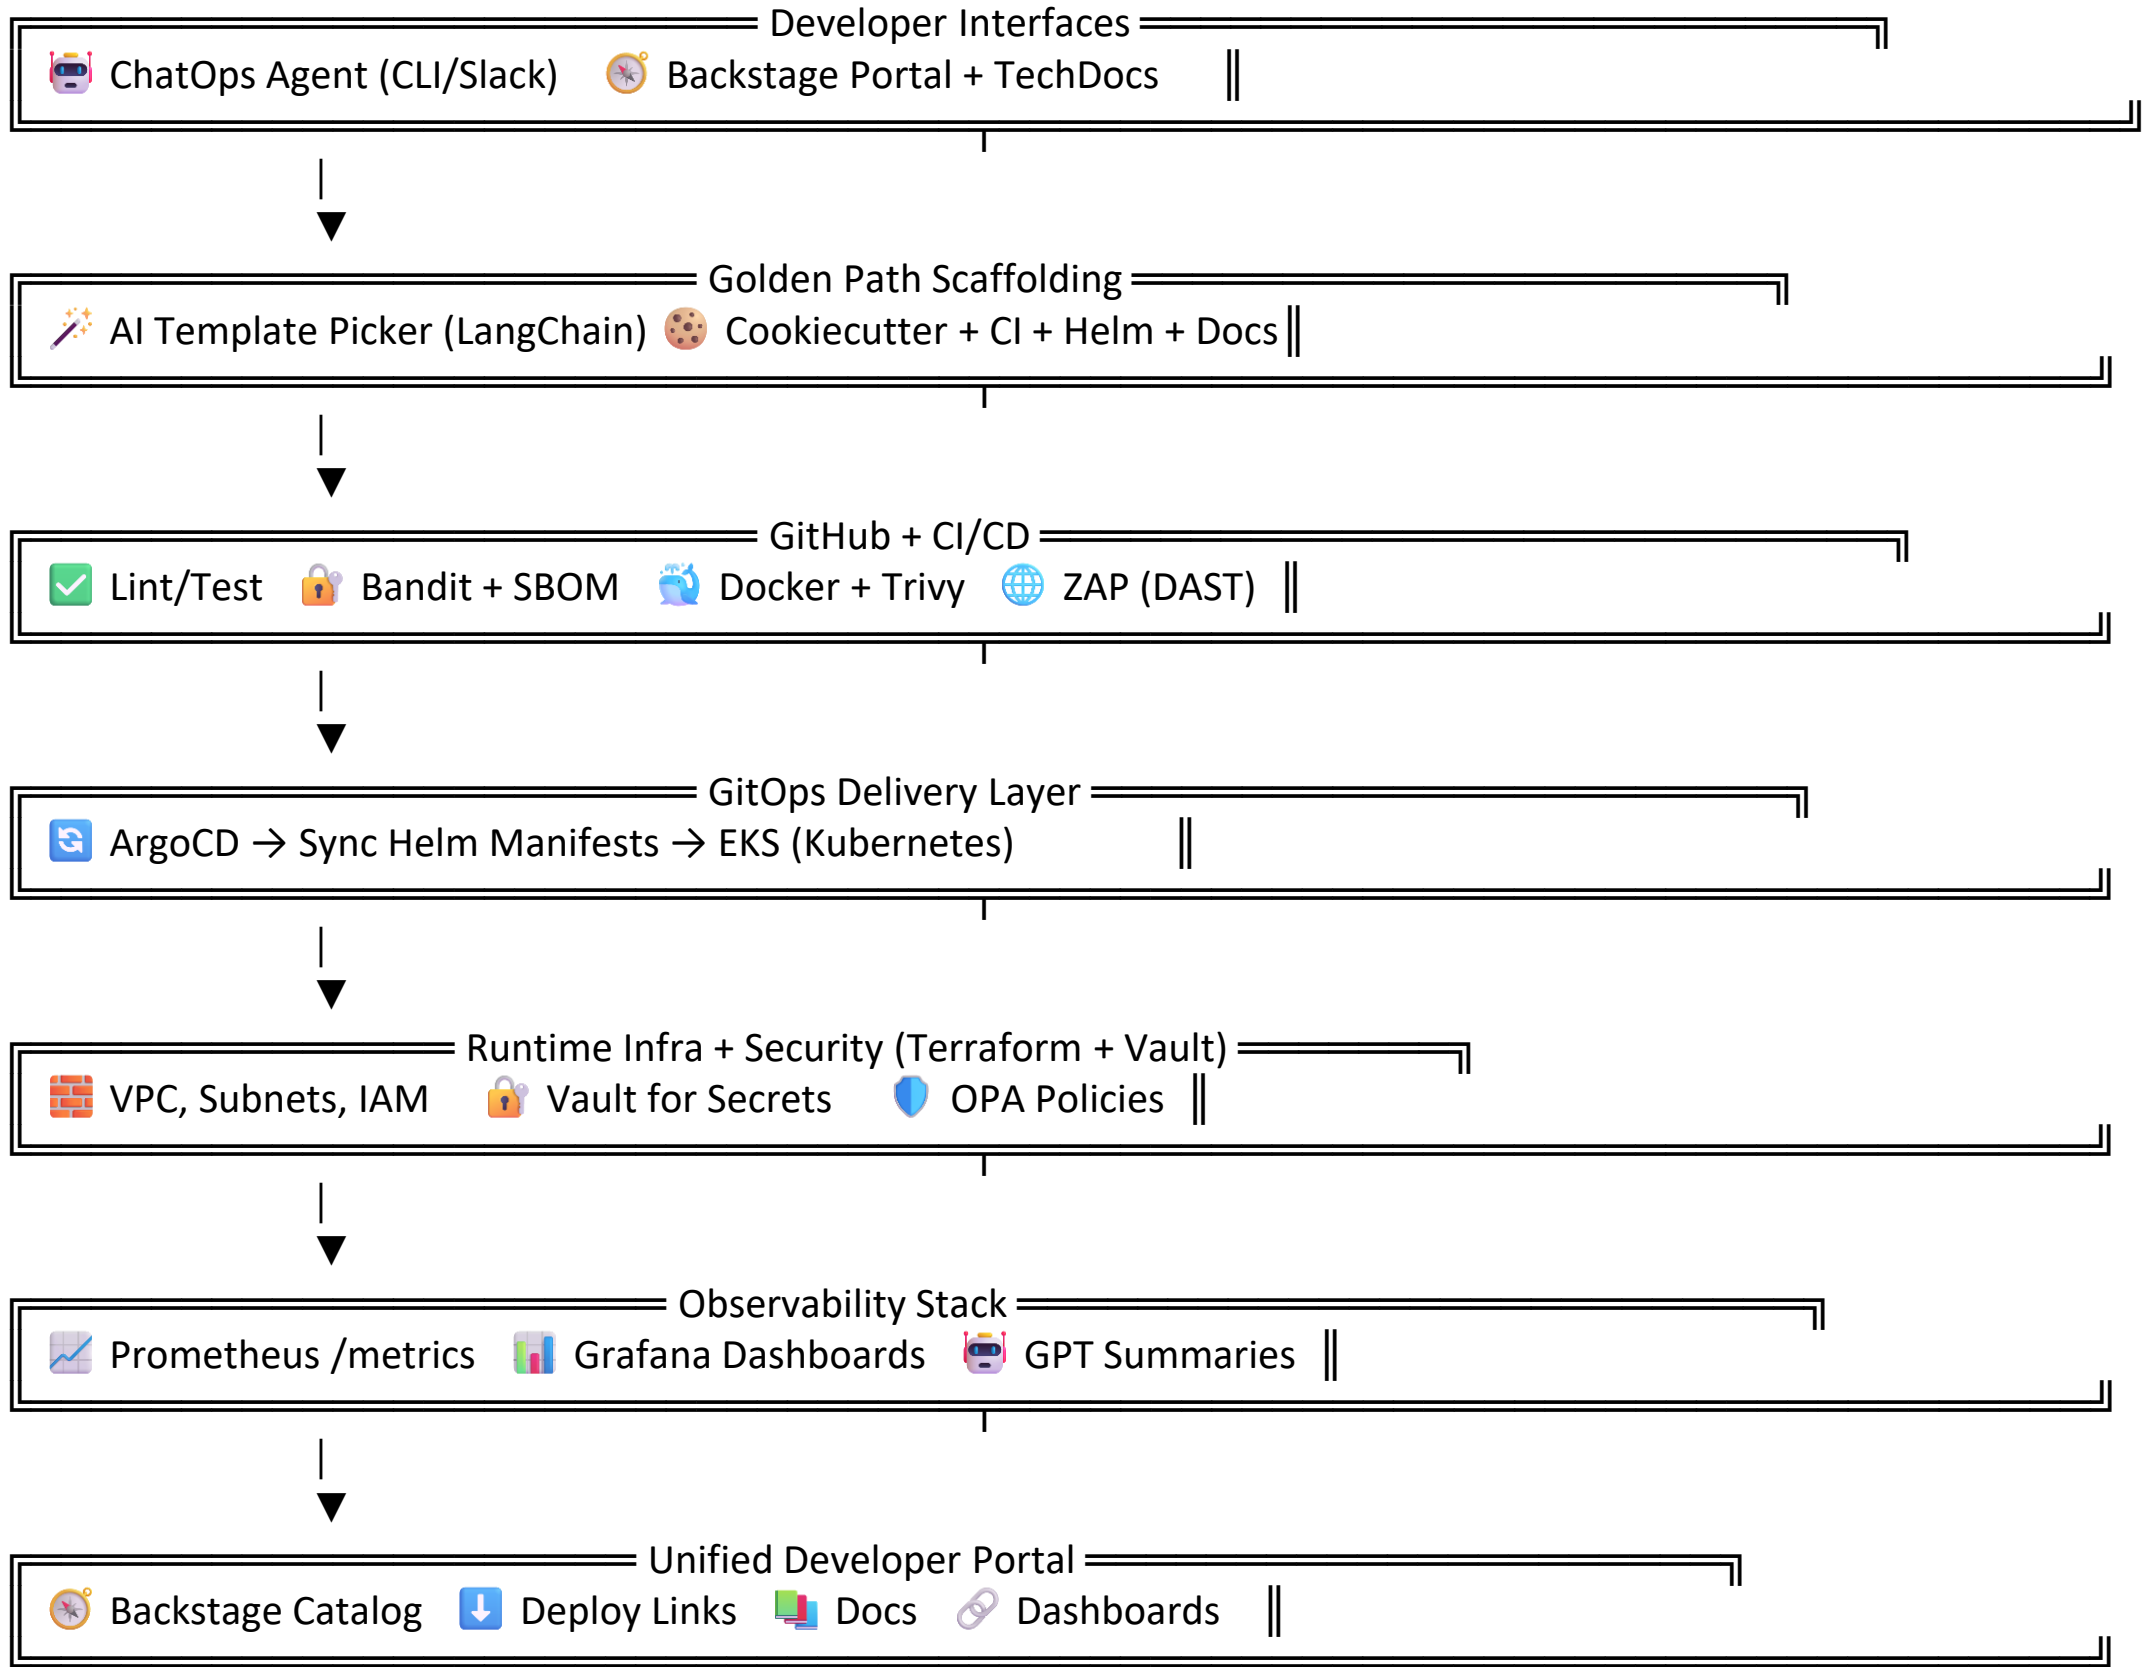 Developer Interfaces
🤖 ChatOps Agent (CLI/Slack) 🧭 Backstage Portal + TechDocs
Golden Path Scaffolding
🪄 AI Template Picker (LangChain) 🍪 Cookiecutter + CI + Helm + Docs
GitHub + CI/CD
✅ Lint/Test 🔐 Bandit + SBOM 🐳 Docker + Trivy 🌐 ZAP (DAST)
GitOps Delivery Layer
🔄 ArgoCD → Sync Helm Manifests → EKS (Kubernetes)
Runtime Infra + Security (Terraform + Vault)
🧱 VPC, Subnets, IAM 🔐 Vault for Secrets 🛡️ OPA Policies
Observability Stack
📈 Prometheus /metrics 📊 Grafana Dashboards 🤖 GPT Summaries
Unified Developer Portal
🧭 Backstage Catalog ⬇️ Deploy Links 📚 Docs 🔗 Dashboards